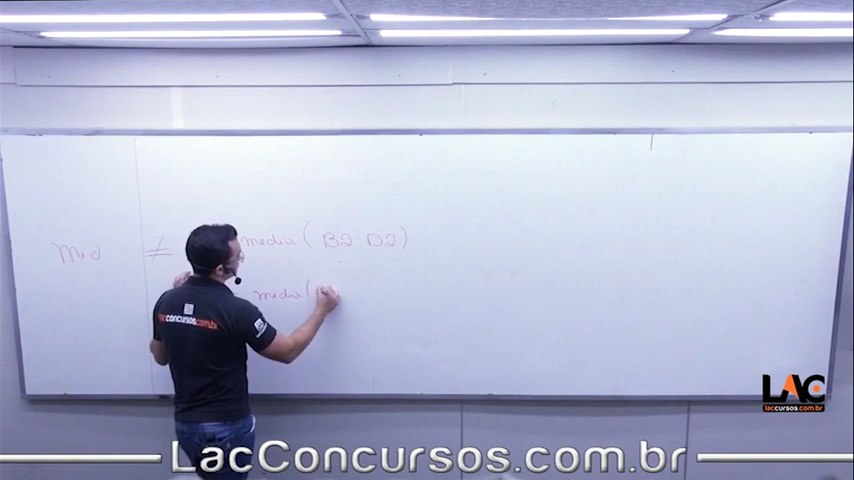 Med ≠ media ( B2 : D2 )
media (
LAC
laccursos.com.br
lacconcursos.com.br
LacConcursos.com.br